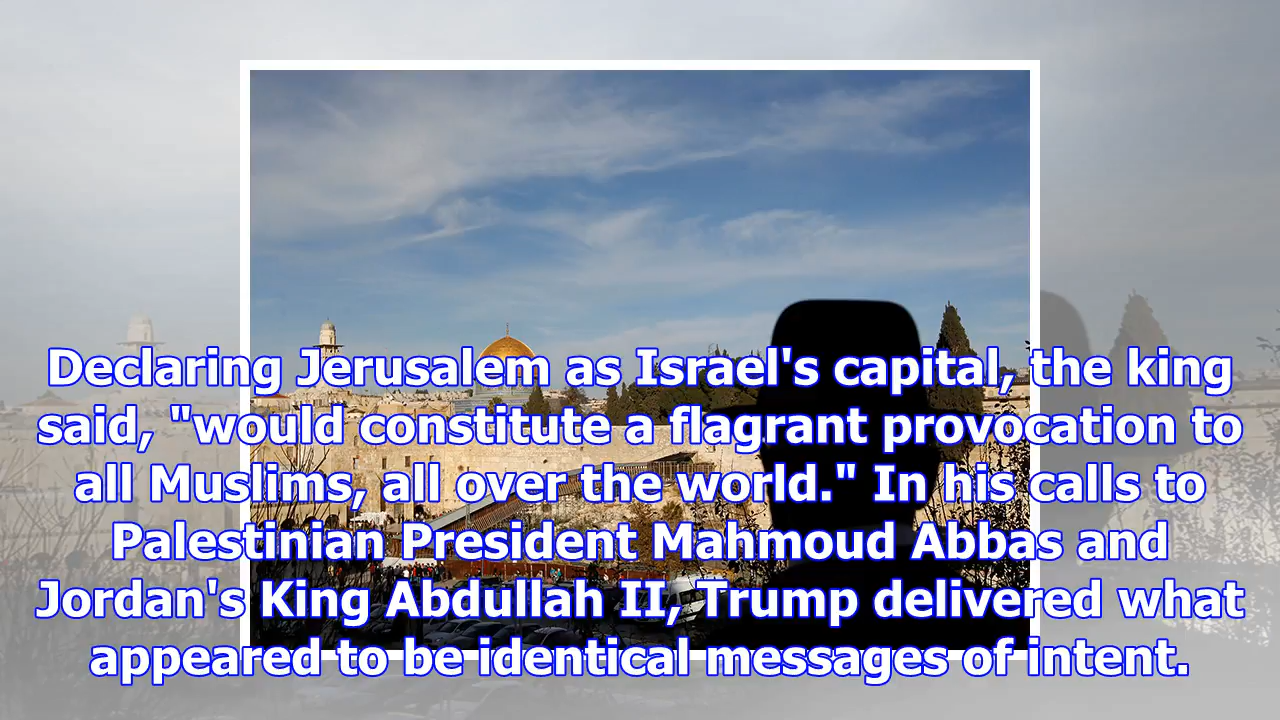 Declaring Jerusalem as Israel's capital, the king
said, "would constitute a flagrant provocation to
all Muslims, all over the world." In his calls to
Palestinian President Mahmoud Abbas and
Jordan's King Abdullah II, Trump delivered what
appeared to be identical messages of intent.